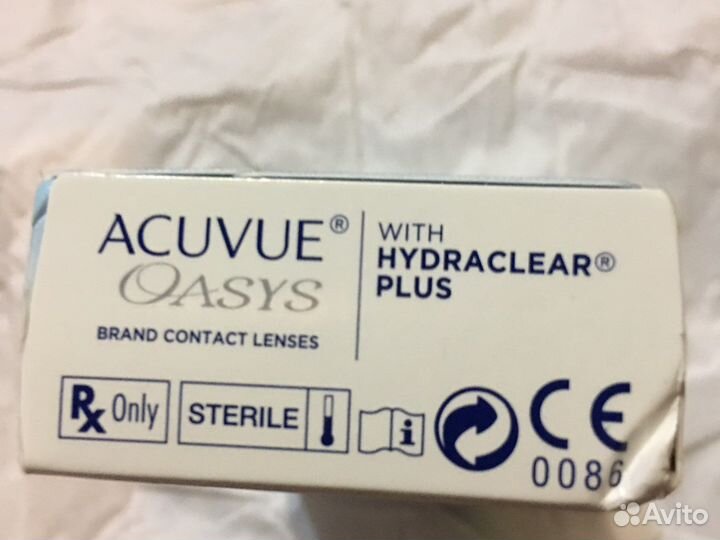 ACUVUE®
OASYS
BRAND CONTACT LENSES
WITH
HYDRACLEAR®
PLUS
Rx Only
STERILE
i
CE
0086
Avito